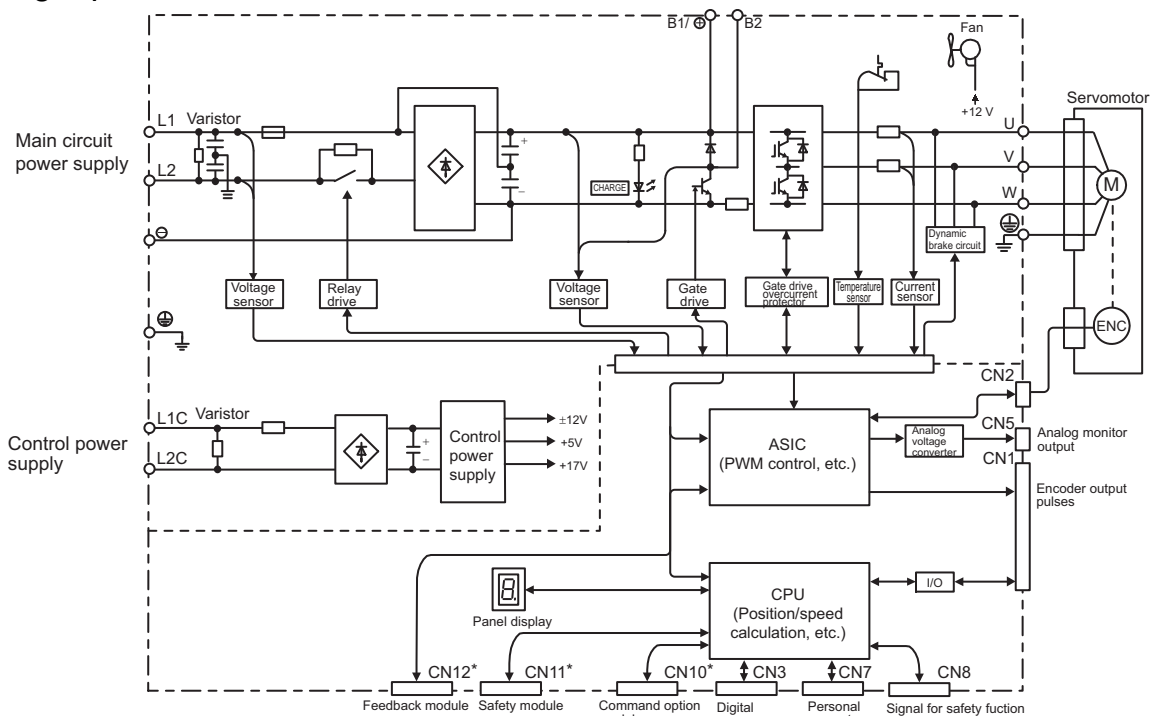 B1/ ⊕
B2
Fan
+12 V
Servomotor
L1
Varistor
Main circuit
power supply
L2
+
−
CHARGE
U
V
W
M
⊖
Dynamic
brake circuit
Voltage
sensor
Relay
drive
Voltage
sensor
Gate
drive
Gate drive
overcurrent
protector
Temperature
sensor
Current
sensor
ENC
CN2
L1C
Varistor
Control power
supply
L2C
+
−
Control
power
supply
±12V
+5V
+17V
ASIC
(PWM control, etc.)
Analog
voltage
converter
CN5
Analog monitor
output
CN1
Encoder output
pulses
8.
Panel display
CPU
(Position/speed
calculation, etc.)
I/O
CN12*
CN11*
CN10*
CN3
CN7
CN8
Feedback module
Safety module
Command option
Digital
Personal
Signal for safety fuction